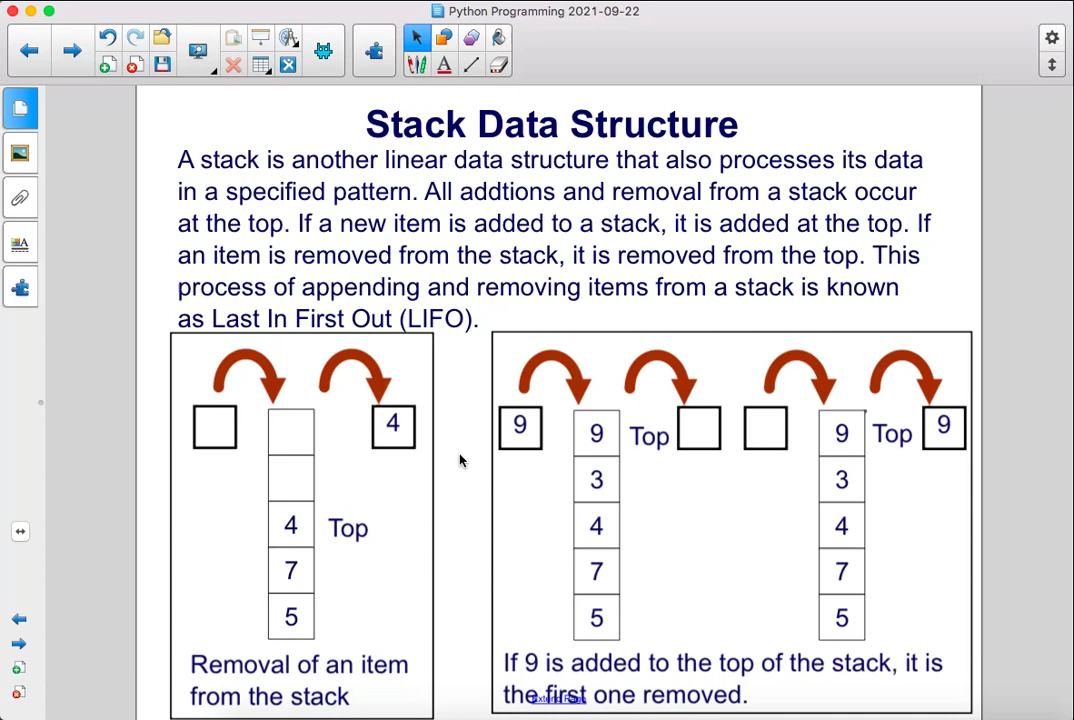 Python Programming 2021-09-22
Stack Data Structure
A stack is another linear data structure that also processes its data
in a specified pattern. All addtions and removal from a stack occur
at the top. If a new item is added to a stack, it is added at the top. If
an item is removed from the stack, it is removed from the top. This
process of appending and removing items from a stack is known
as Last In First Out (LIFO).
4
4 Top
7
5
Removal of an item
from the stack
9 9 Top
3
4
7
5
9 Top 9
3
4
7
5
If 9 is added to the top of the stack, it is
the first one removed.
Extend Page